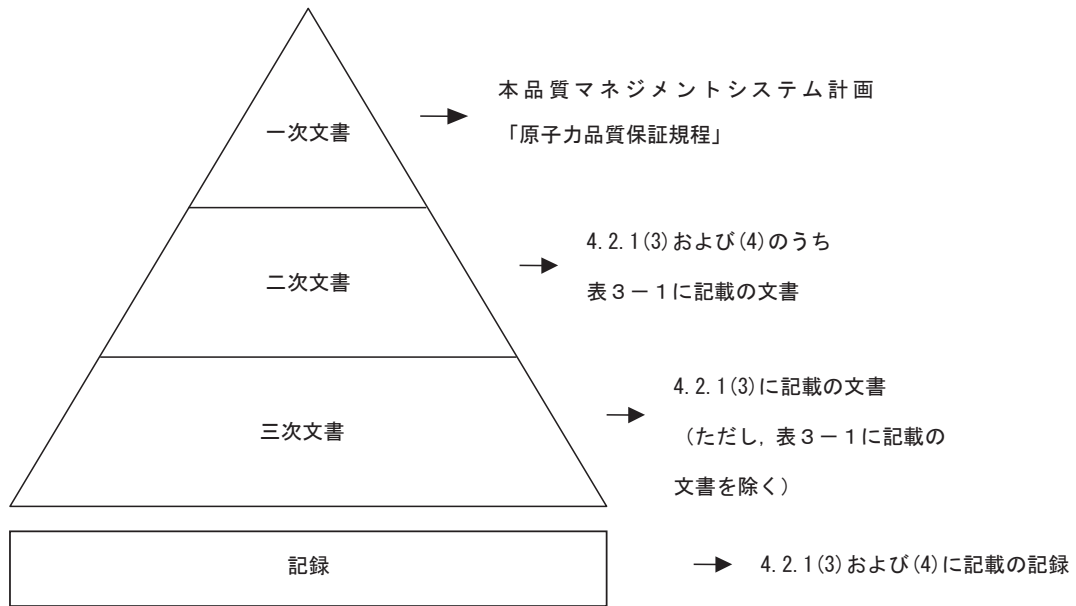 一次文書
本品質マネジメントシステム計画
「原子力品質保証規程」
二次文書
4.2.1(3)および(4)のうち
表3-1に記載の文書
三次文書
4.2.1(3)に記載の文書
（ただし，表3-1に記載の
文書を除く）
記録
4.2.1(3)および(4)に記載の記録